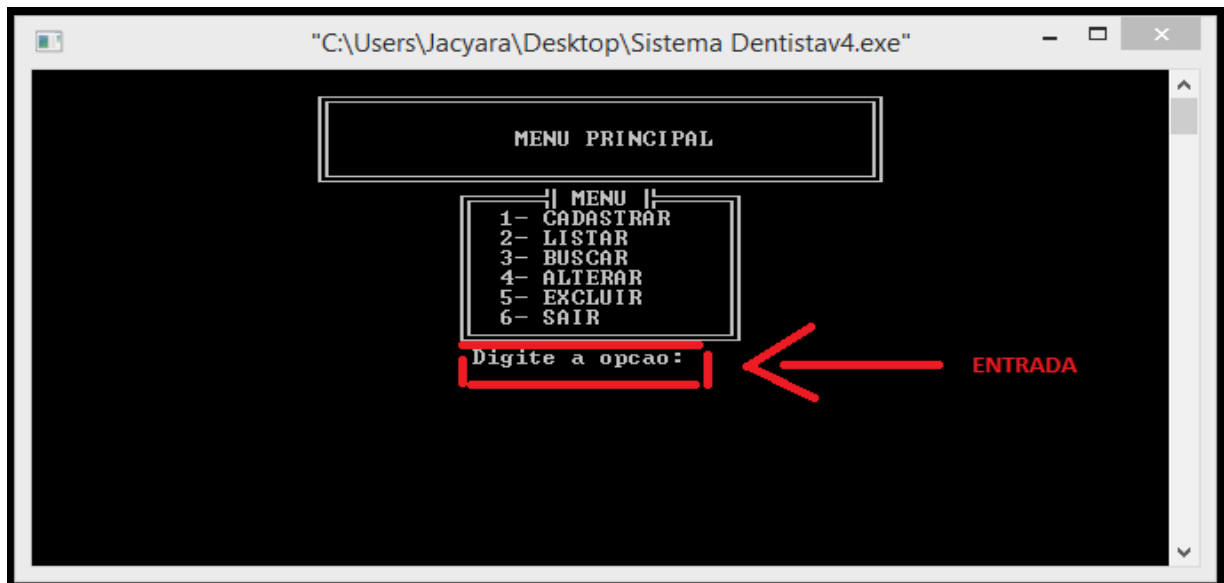 "C:\Users\Jacyara\Desktop\Sistema Dentistav4.exe"
MENU PRINCIPAL
MENU
1- CADASTRAR
2- LISTAR
3- BUSCAR
4- ALTERAR
5- EXCLUIR
6- SAIR
Digite a opcao:
ENTRADA